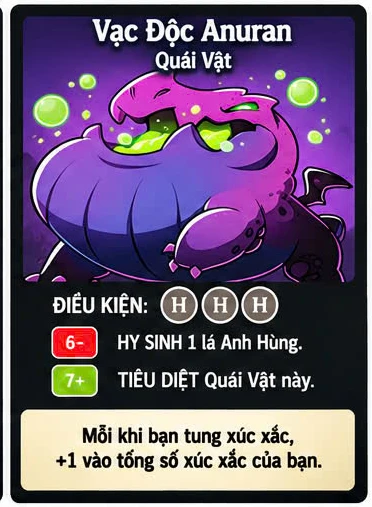 Vạc Độc Anuran
Quái Vật
ĐIỀU KIỆN: H H H
6- HY SINH 1 lá Anh Hùng.
7+ TIÊU DIỆT Quái Vật này.
Mỗi khi bạn tung xúc xắc,
+1 vào tổng số xúc xắc của bạn.